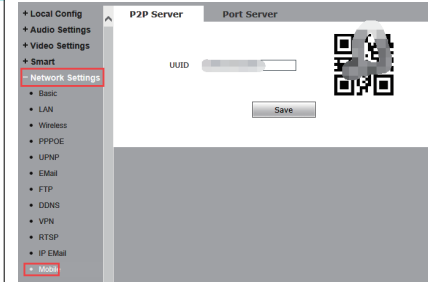 + Local Config
+ Audio Settings
+ Video Settings
+ Smart
- Network Settings
• Basic
• LAN
• Wireless
• PPPOE
• UPNP
• EMail
• FTP
• DDNS
• VPN
• RTSP
• IP EMail
• Mobile
P2P Server Port Server
UUID
Save